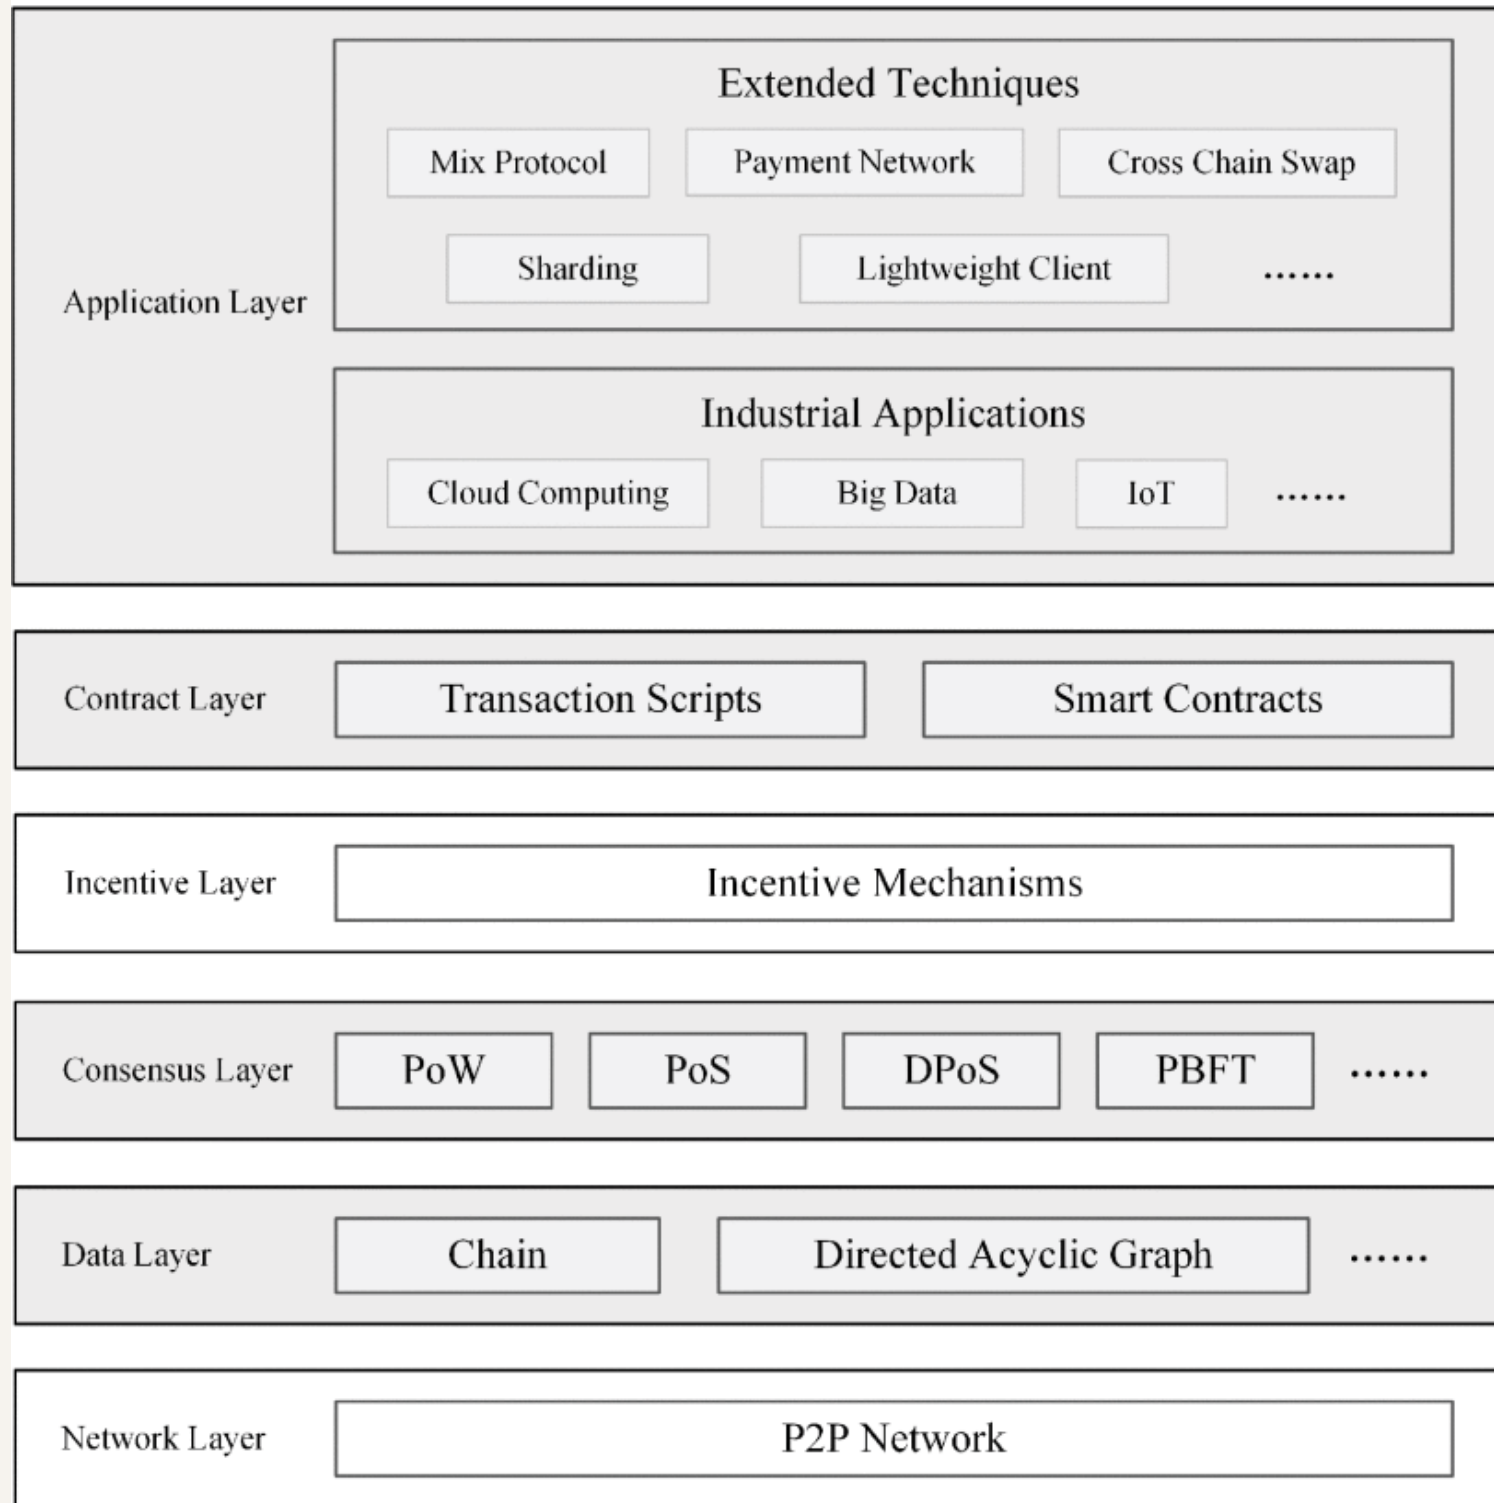 Extended Techniques
Mix Protocol Payment Network Cross Chain Swap
Sharding Lightweight Client ......
Application Layer
Industrial Applications
Cloud Computing Big Data IoT ......
Contract Layer Transaction Scripts Smart Contracts
Incentive Layer Incentive Mechanisms
Consensus Layer PoW PoS DPoS PBFT ......
Data Layer Chain Directed Acyclic Graph ......
Network Layer P2P Network